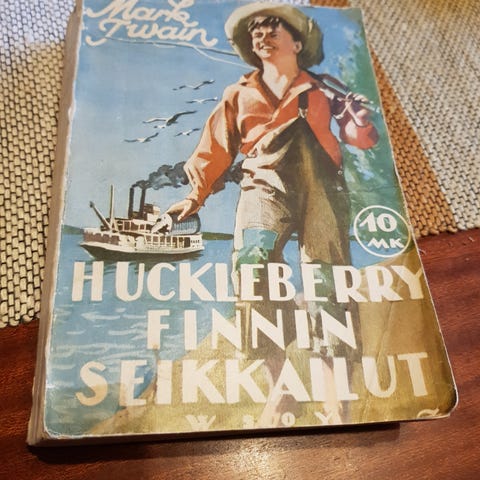 Mark
Twain
10
MK
HUCKLEBERRY
FINNIN
SEIKKAILUT
W S O Y